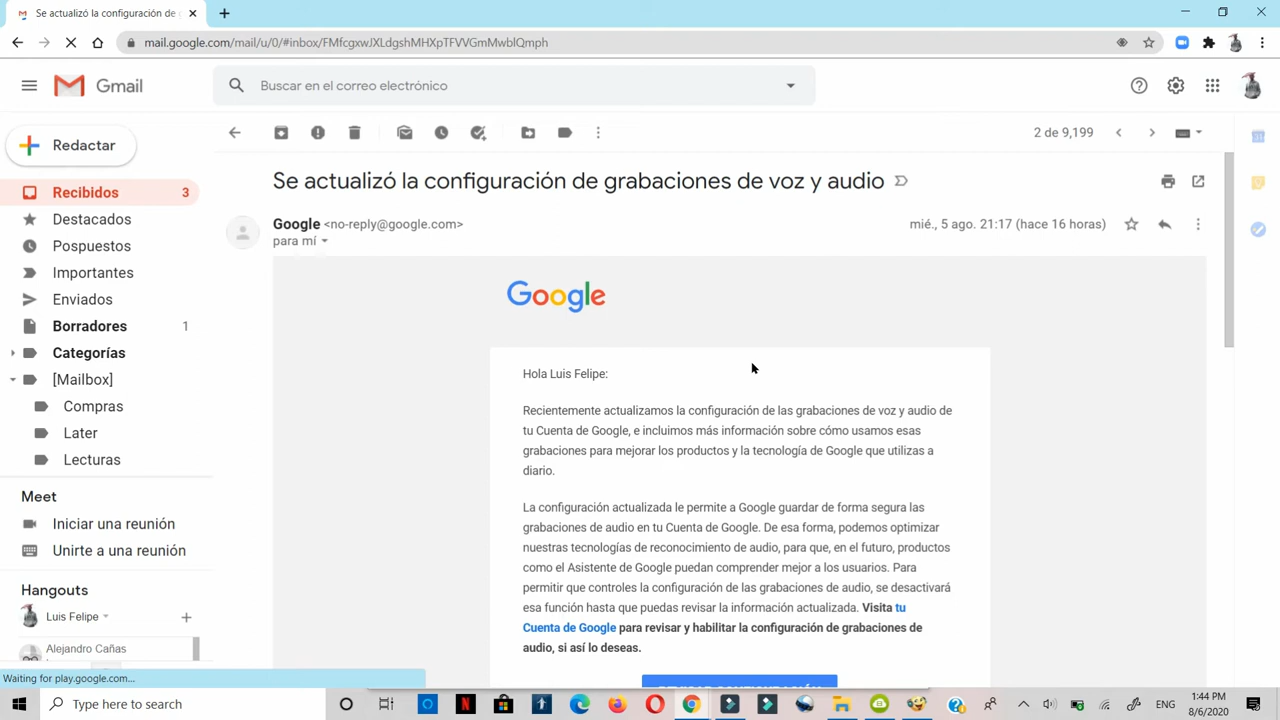 Se actualizó la configuración de
mail.google.com/mail/u/0/#inbox/FMfcgxwJXLdgshMHXpTFVVGmMwblQmph
Gmail
Buscar en el correo electrónico
Redactar
2 de 9,199
Recibidos 3
Destacados
Pospuestos
Importantes
Enviados
Borradores 1
Categorías
[Mailbox]
Compras
Later
Lecturas
Meet
Iniciar una reunión
Unirte a una reunión
Hangouts
Luis Felipe
Alejandro Cañas
Se actualizó la configuración de grabaciones de voz y audio
Google <no-reply@google.com>
mié., 5 ago. 21:17 (hace 16 horas)
para mí
Google
Hola Luis Felipe:
Recientemente actualizamos la configuración de las grabaciones de voz y audio de
tu Cuenta de Google, e incluimos más información sobre cómo usamos esas
grabaciones para mejorar los productos y la tecnología de Google que utilizas a
diario.
La configuración actualizada le permite a Google guardar de forma segura las
grabaciones de audio en tu Cuenta de Google. De esa forma, podemos optimizar
nuestras tecnologías de reconocimiento de audio, para que, en el futuro, productos
como el Asistente de Google puedan comprender mejor a los usuarios. Para
permitir que controles la configuración de las grabaciones de audio, se desactivará
esa función hasta que puedas revisar la información actualizada. Visita tu
Cuenta de Google para revisar y habilitar la configuración de grabaciones de
audio, si así lo deseas.
Waiting for play.google.com...
Type here to search
ENG
1:44 PM
8/6/2020